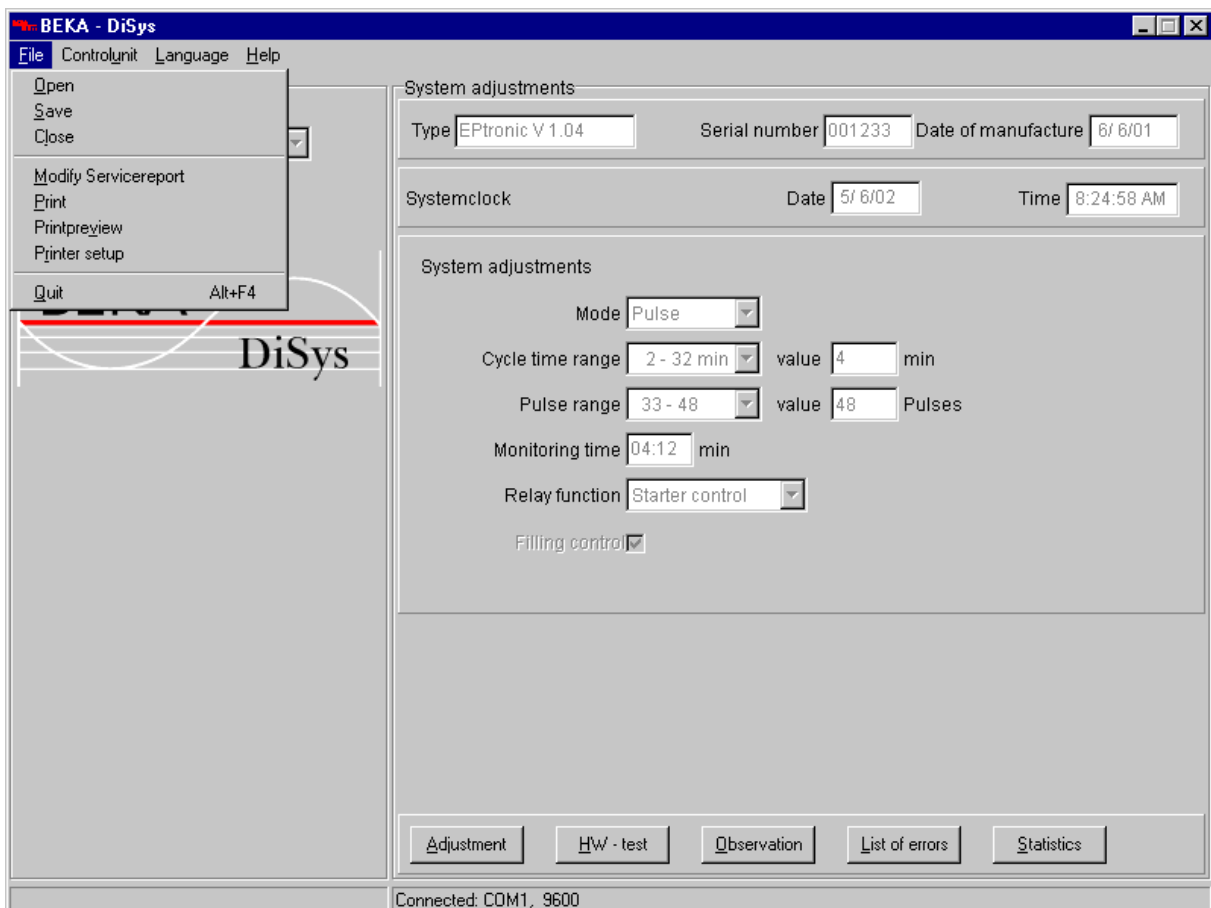 BEKA - DiSys
File Controlunit Language Help
Open
Save
Close
Modify Servicereport
Print
Printpreview
Printer setup
Quit Alt+F4
DiSys
System adjustments
Type EPtronic V 1.04 Serial number 001233 Date of manufacture 6/ 6/01
Systemclock Date 5/ 6/02 Time 8:24:58 AM
System adjustments
Mode Pulse
Cycle time range 2 - 32 min value 4 min
Pulse range 33 - 48 value 48 Pulses
Monitoring time 04:12 min
Relay function Starter control
Filling control
Adjustment HW - test Observation List of errors Statistics
Connected: COM1, 9600